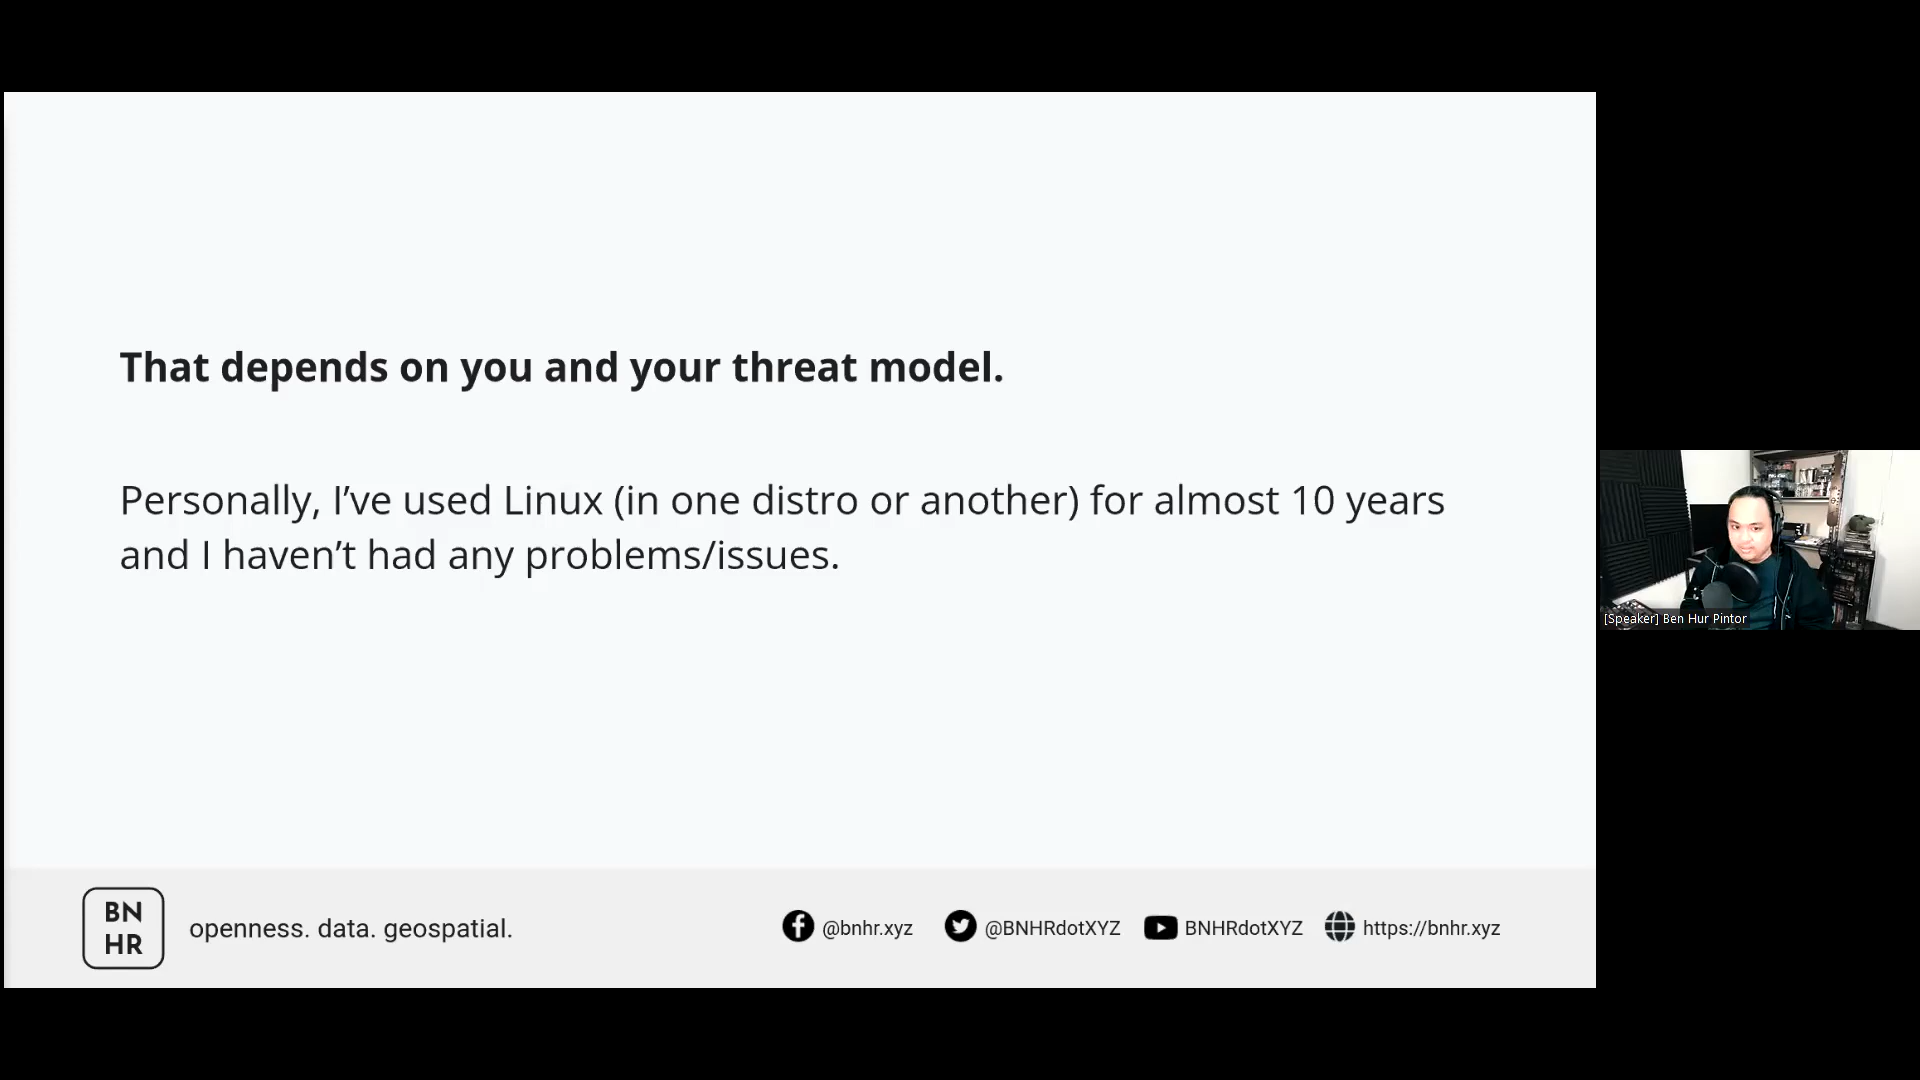 That depends on you and your threat model.
Personally, I’ve used Linux (in one distro or another) for almost 10 years
and I haven’t had any problems/issues.
[Speaker] Ben Hur Pintor
BN
HR
openness. data. geospatial.
@bnhr.xyz
@BNHRdotXYZ
BNHRdotXYZ
https://bnhr.xyz